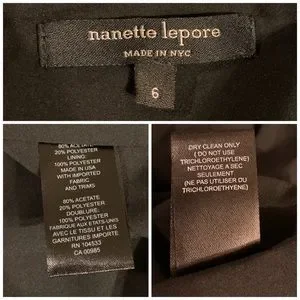 nanette lepore
MADE IN NYC
6
80% ACETATE
20% POLYESTER
LINING
100% POLYESTER
MADE IN USA
WITH IMPORTED
FABRIC
AND TRIMS
80% ACETATE
20% POLYESTER
DOUBLURE:
100% POLYESTER
FABRIQUE AUX ETATS-UNIS
AVEC LE TISSU ET LES
GARNITURES IMPORTE
RN 104533
CA 00985
DRY CLEAN ONLY
( DO NOT USE
TRICHLOROETHYLENE)
NETTOYAGE A SEC
SEULEMENT
(NE PAS UTILISER DU
TRICHLOROETHYENE)